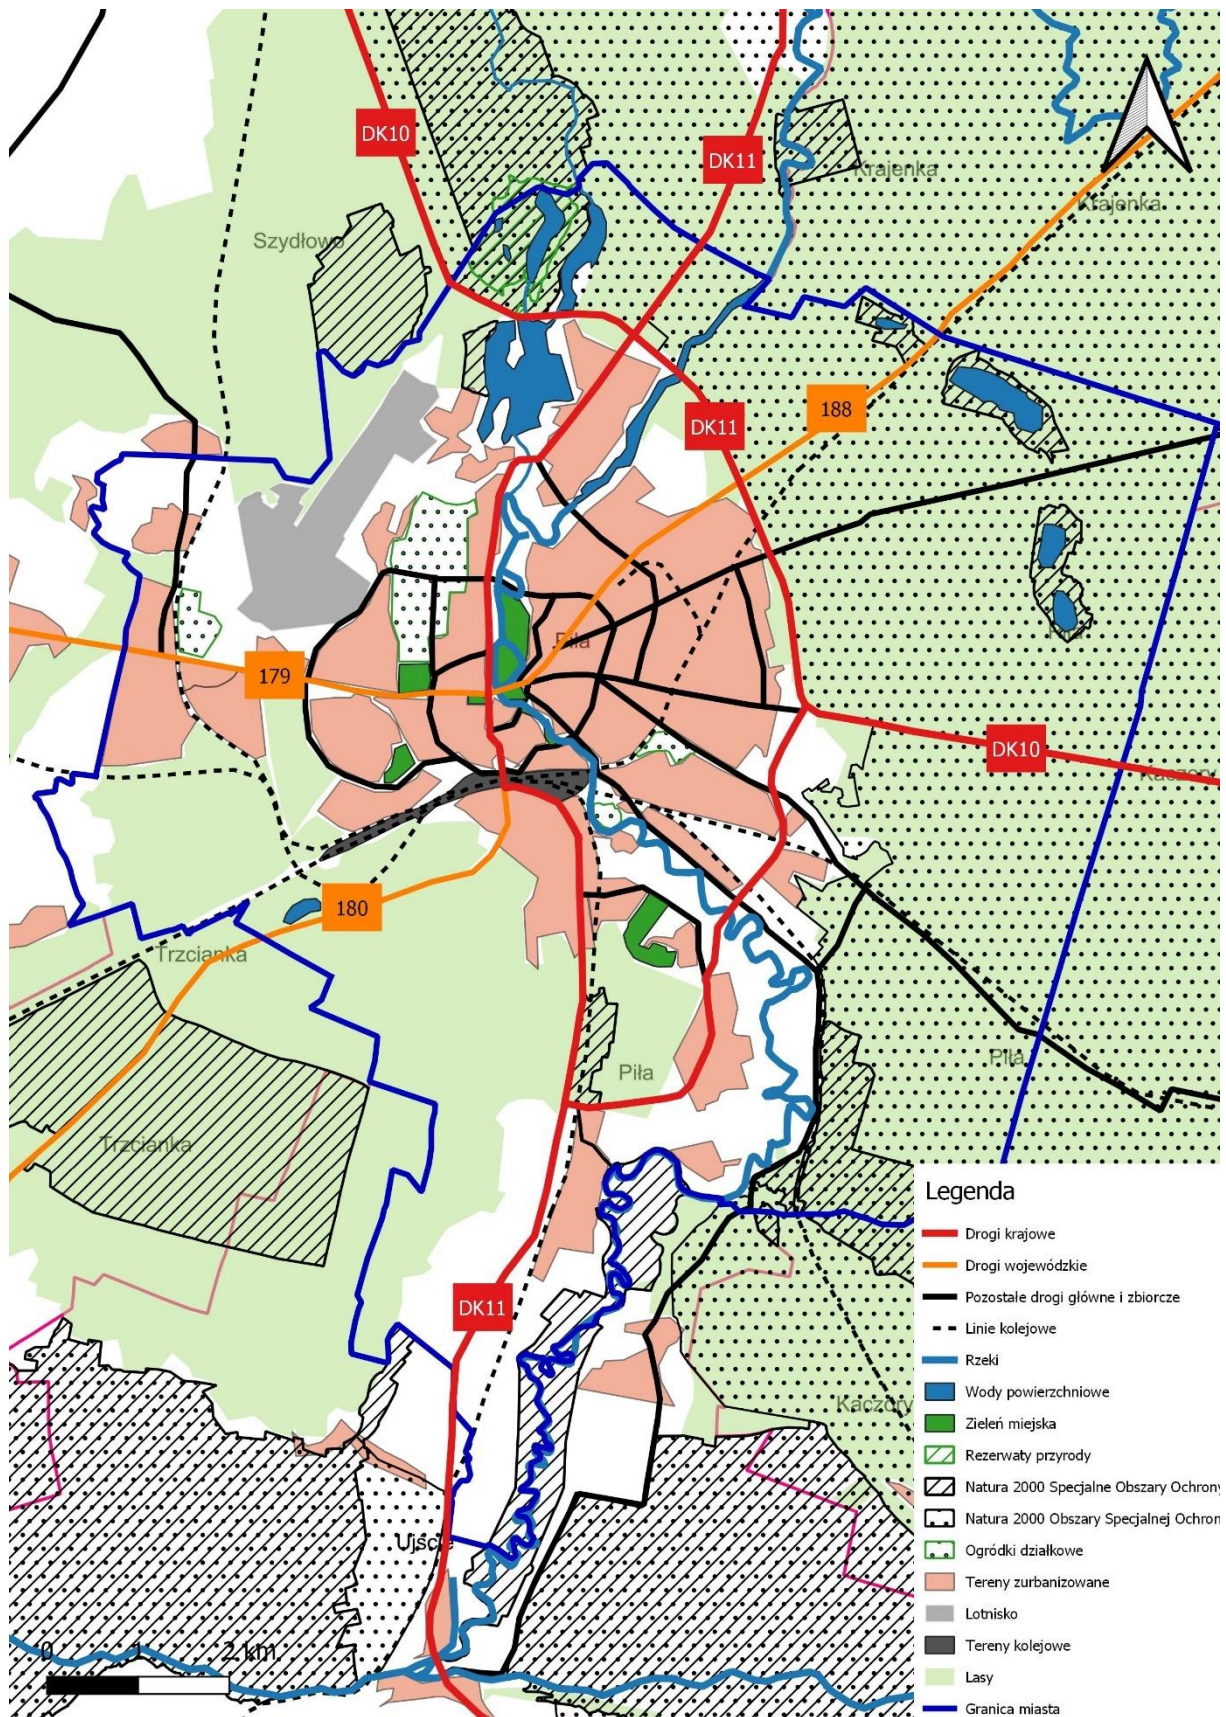 DK10
DK11
Krajenka
Krajenka
Szydłowo
188
DK11
Piła
179
Piła
DK10
Kaczory
180
Trzcianka
Piła
Piła
Trzcianka
DK11
Kaczory
Ujście
0 1 2 km
Legenda
Drogi krajowe
Drogi wojewódzkie
Pozostałe drogi główne i zbiorcze
Linie kolejowe
Rzeki
Wody powierzchniowe
Zieleń miejska
Rezerwaty przyrody
Natura 2000 Specjalne Obszary Ochrony
Natura 2000 Obszary Specjalnej Ochron
Ogródki działkowe
Tereny zurbanizowane
Lotnisko
Tereny kolejowe
Lasy
Granica miasta